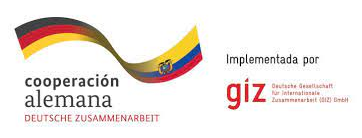 cooperación
alemana
DEUTSCHE ZUSAMMENARBEIT
Implementada por
giz
Deutsche Gesellschaft
für Internationale
Zusammenarbeit (GIZ) GmbH